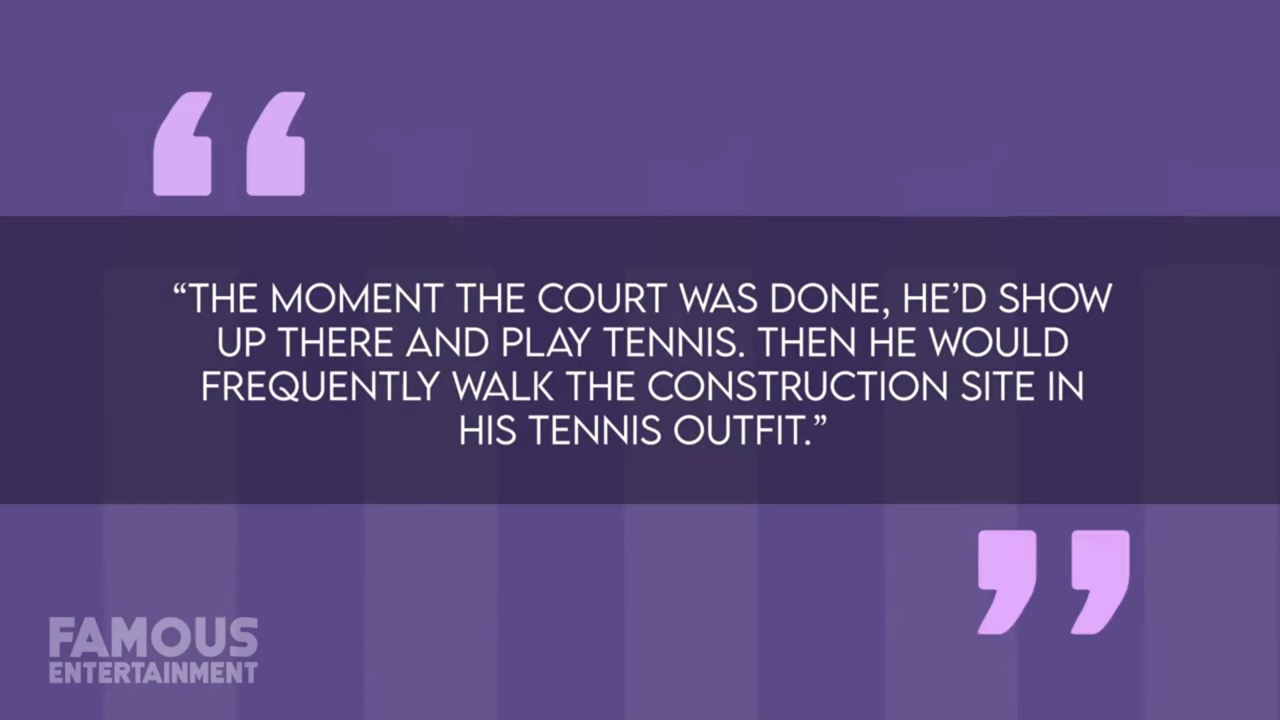 “THE MOMENT THE COURT WAS DONE, HE’D SHOW
UP THERE AND PLAY TENNIS. THEN HE WOULD
FREQUENTLY WALK THE CONSTRUCTION SITE IN
HIS TENNIS OUTFIT.”
FAMOUS
ENTERTAINMENT